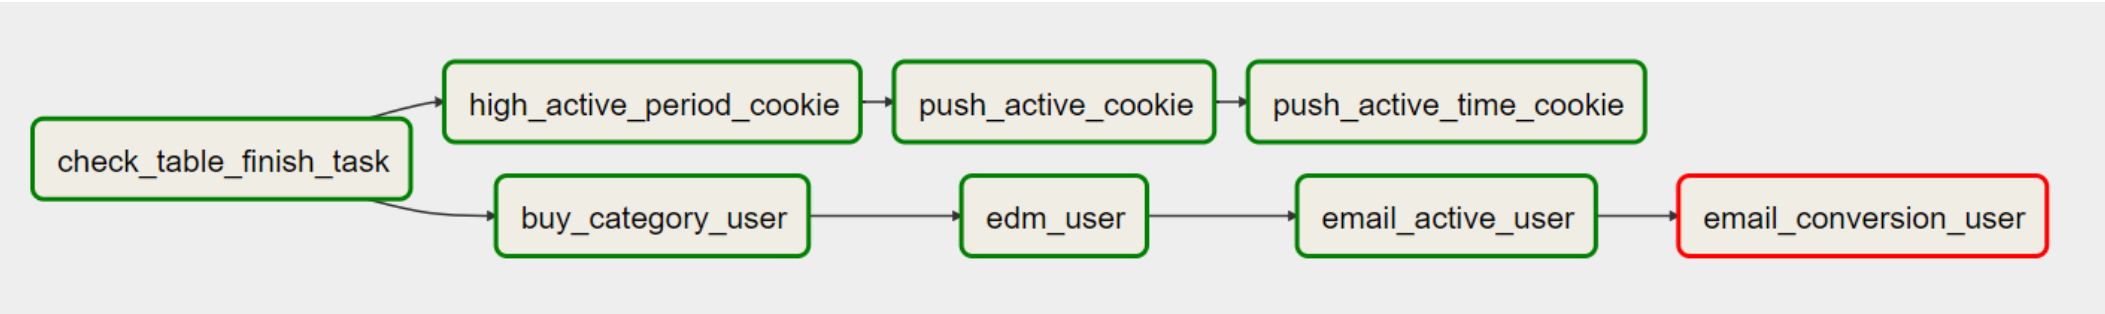 high_active_period_cookie
push_active_cookie
push_active_time_cookie
check_table_finish_task
buy_category_user
edm_user
email_active_user
email_conversion_user